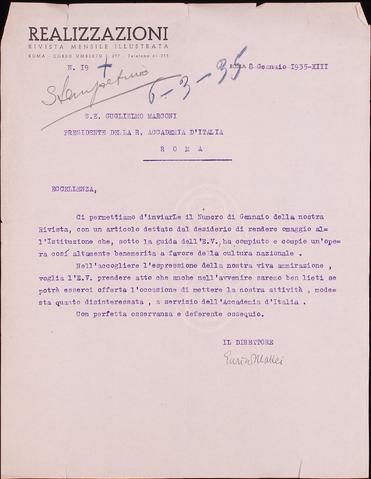 REALIZZAZIONI
RIVISTA MENSILE ILLUSTRATA
ROMA - CORSO UMBERTO I, 397 - Telefono 61-255
N. 19
ROMA 8 Gennaio 1935-XIII
6-3-35
S.E. GUGLIELMO MARCONI
PRESIDENTE DELLA R. ACCADEMIA D'ITALIA
R O M A
ECCELLENZA,
Ci permettiamo d'inviarLe il Numero di Gennaio della nostra
Rivista, con un articolo dettato dal desiderio di rendere omaggio al-
l'Istituzione che, sotto la guida dell'E.V., ha compiuto e compie un'ope-
ra così altamente benemerita a favore della cultura nazionale .
Nell'accogliere l'espressione della nostra viva ammirazione ,
voglia l'E.V. prendere atto che anche nell'avvenire saremo ben lieti se
potrà esserci offerta l'occasione di mettere la nostra attività , mode-
sta quanto disinteressata , a servizio dell'Accademia d'Italia .
Con perfetta osservanza e deferente ossequio.
IL DIRETTORE